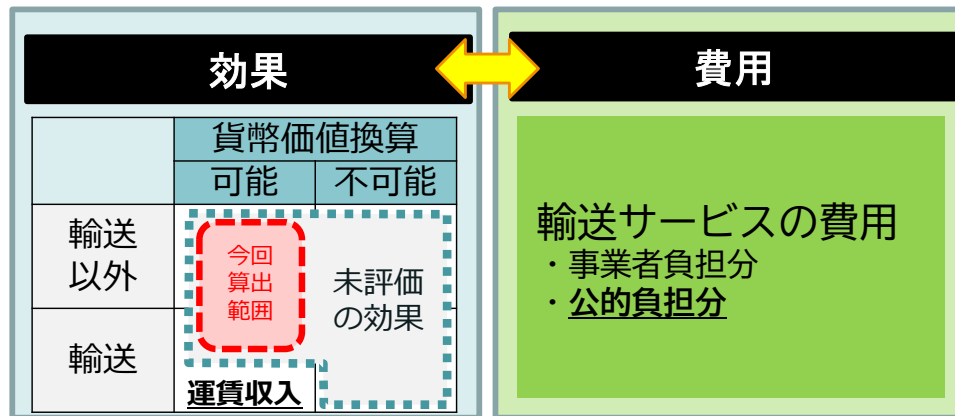 効果
費用
貨幣価値換算
可能
不可能
輸送
以外
今回
算出
範囲
未評価
の効果
輸送
運賃収入
輸送サービスの費用
・事業者負担分
・公的負担分